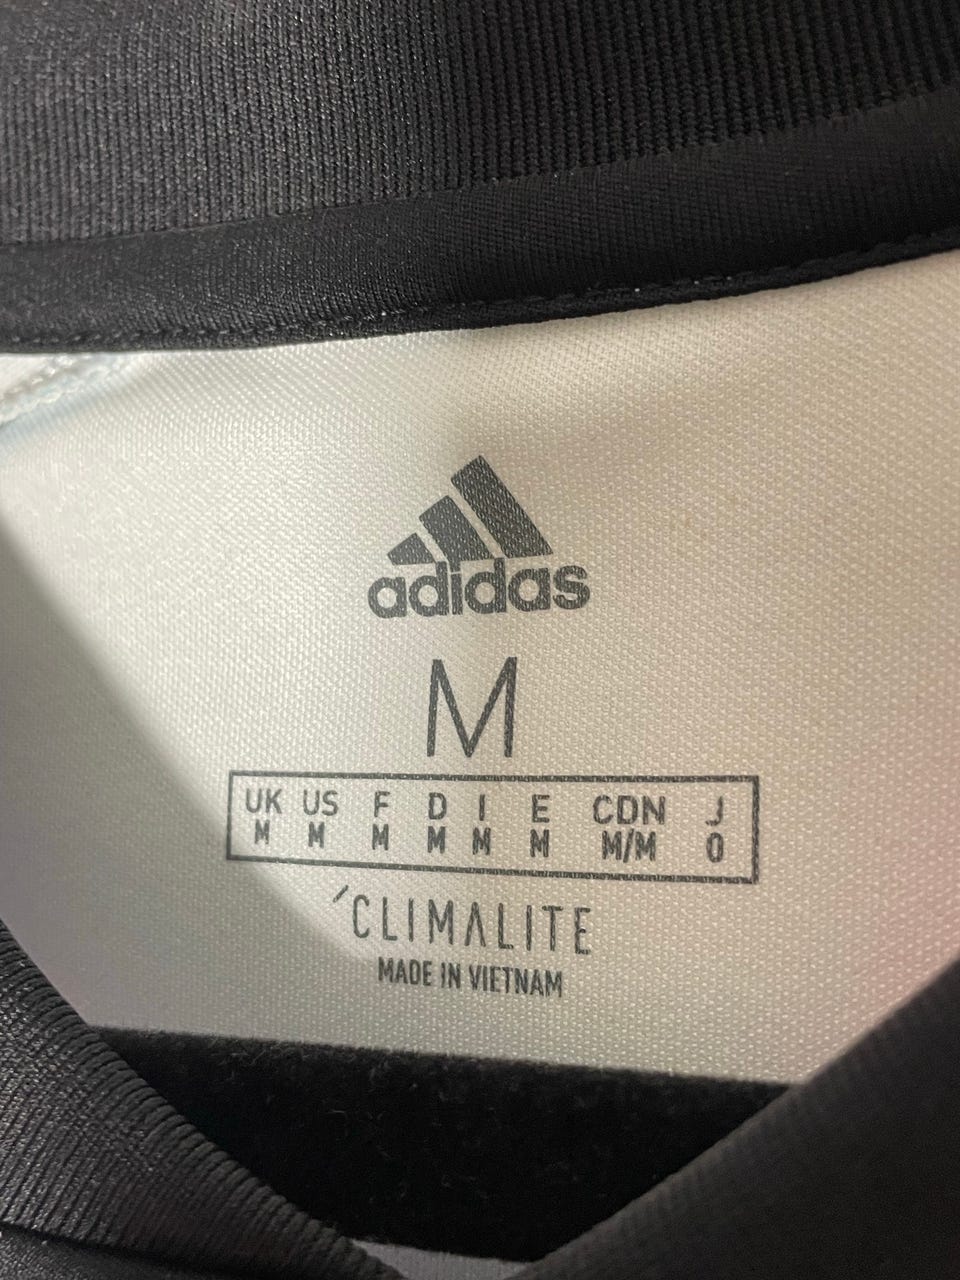 adidas
M
UK US F D I E CDN J
M M M M M M M/M O
´CLIMALITE
MADE IN VIETNAM